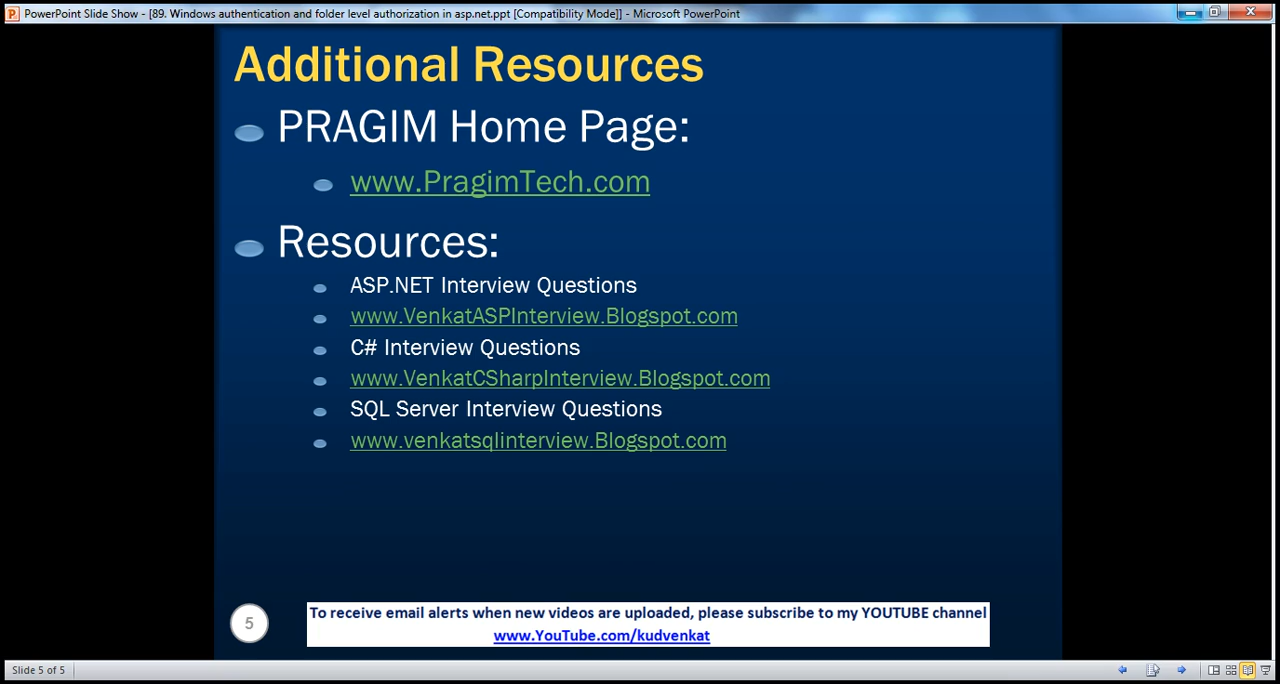 PowerPoint Slide Show - [89. Windows authentication and folder level authorization in asp.net.ppt [Compatibility Mode]] - Microsoft PowerPoint
Additional Resources
PRAGIM Home Page:
www.PragimTech.com
Resources:
ASP.NET Interview Questions
www.VenkatASPInterview.Blogspot.com
C# Interview Questions
www.VenkatCSharpInterview.Blogspot.com
SQL Server Interview Questions
www.venkatsqlinterview.Blogspot.com
5
To receive email alerts when new videos are uploaded, please subscribe to my YOUTUBE channel
www.YouTube.com/kudvenkat
Slide 5 of 5